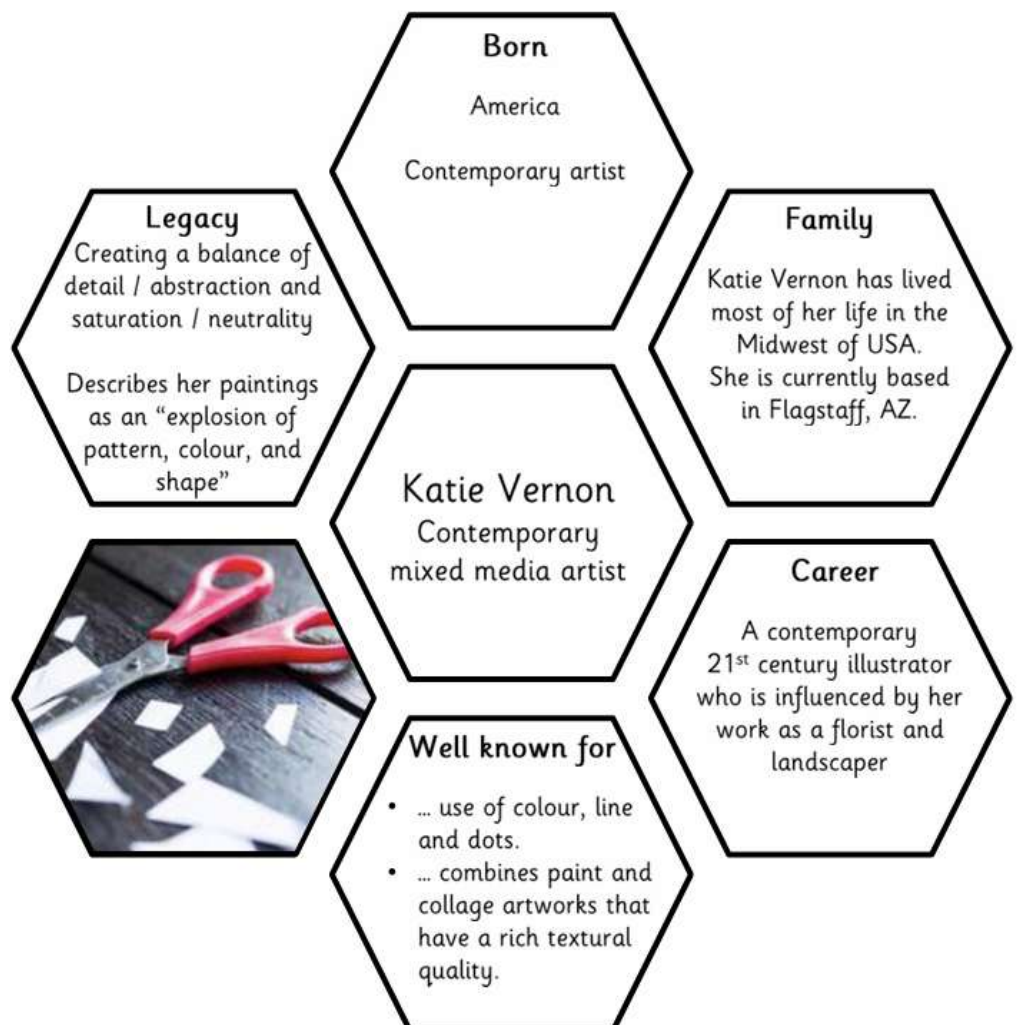 Born
America
Contemporary artist
Legacy
Creating a balance of
detail / abstraction and
saturation / neutrality
Describes her paintings
as an “explosion of
pattern, colour, and
shape”
Family
Katie Vernon has lived
most of her life in the
Midwest of USA.
She is currently based
in Flagstaff, AZ.
Katie Vernon
Contemporary
mixed media artist
Career
A contemporary
21st century illustrator
who is influenced by her
work as a florist and
landscaper
Well known for
• ... use of colour, line
and dots.
• ... combines paint and
collage artworks that
have a rich textural
quality.